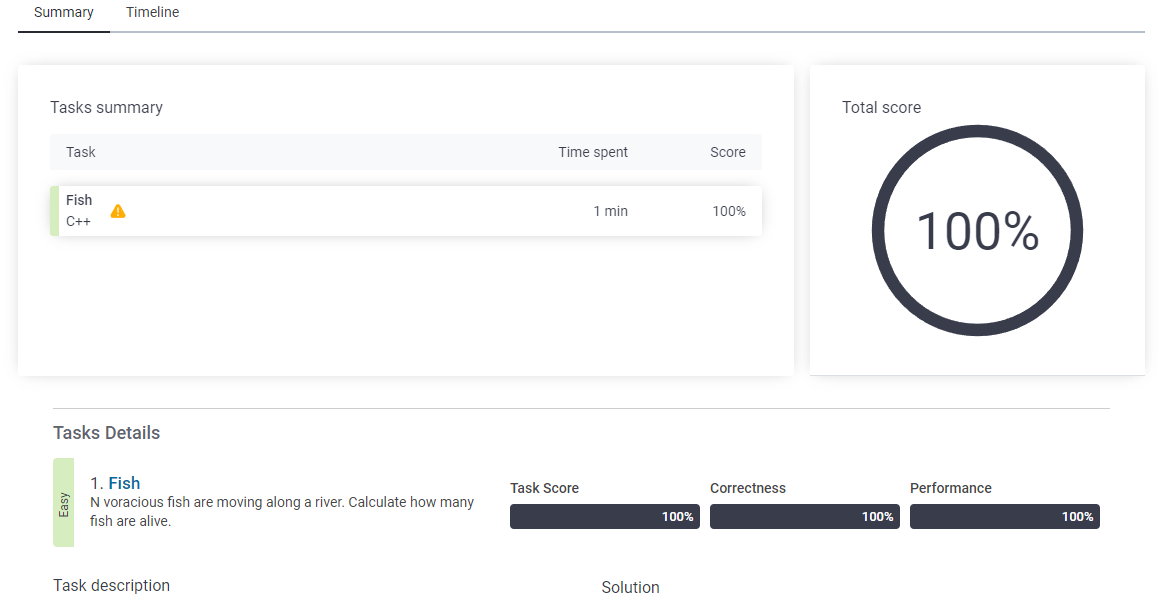 Summary Timeline
Tasks summary
Task Time spent Score
Fish
C++
1 min 100%
Total score
100%
Tasks Details
Easy
1. Fish
N voracious fish are moving along a river. Calculate how many
fish are alive.
Task Score Correctness Performance
100% 100% 100%
Task description Solution